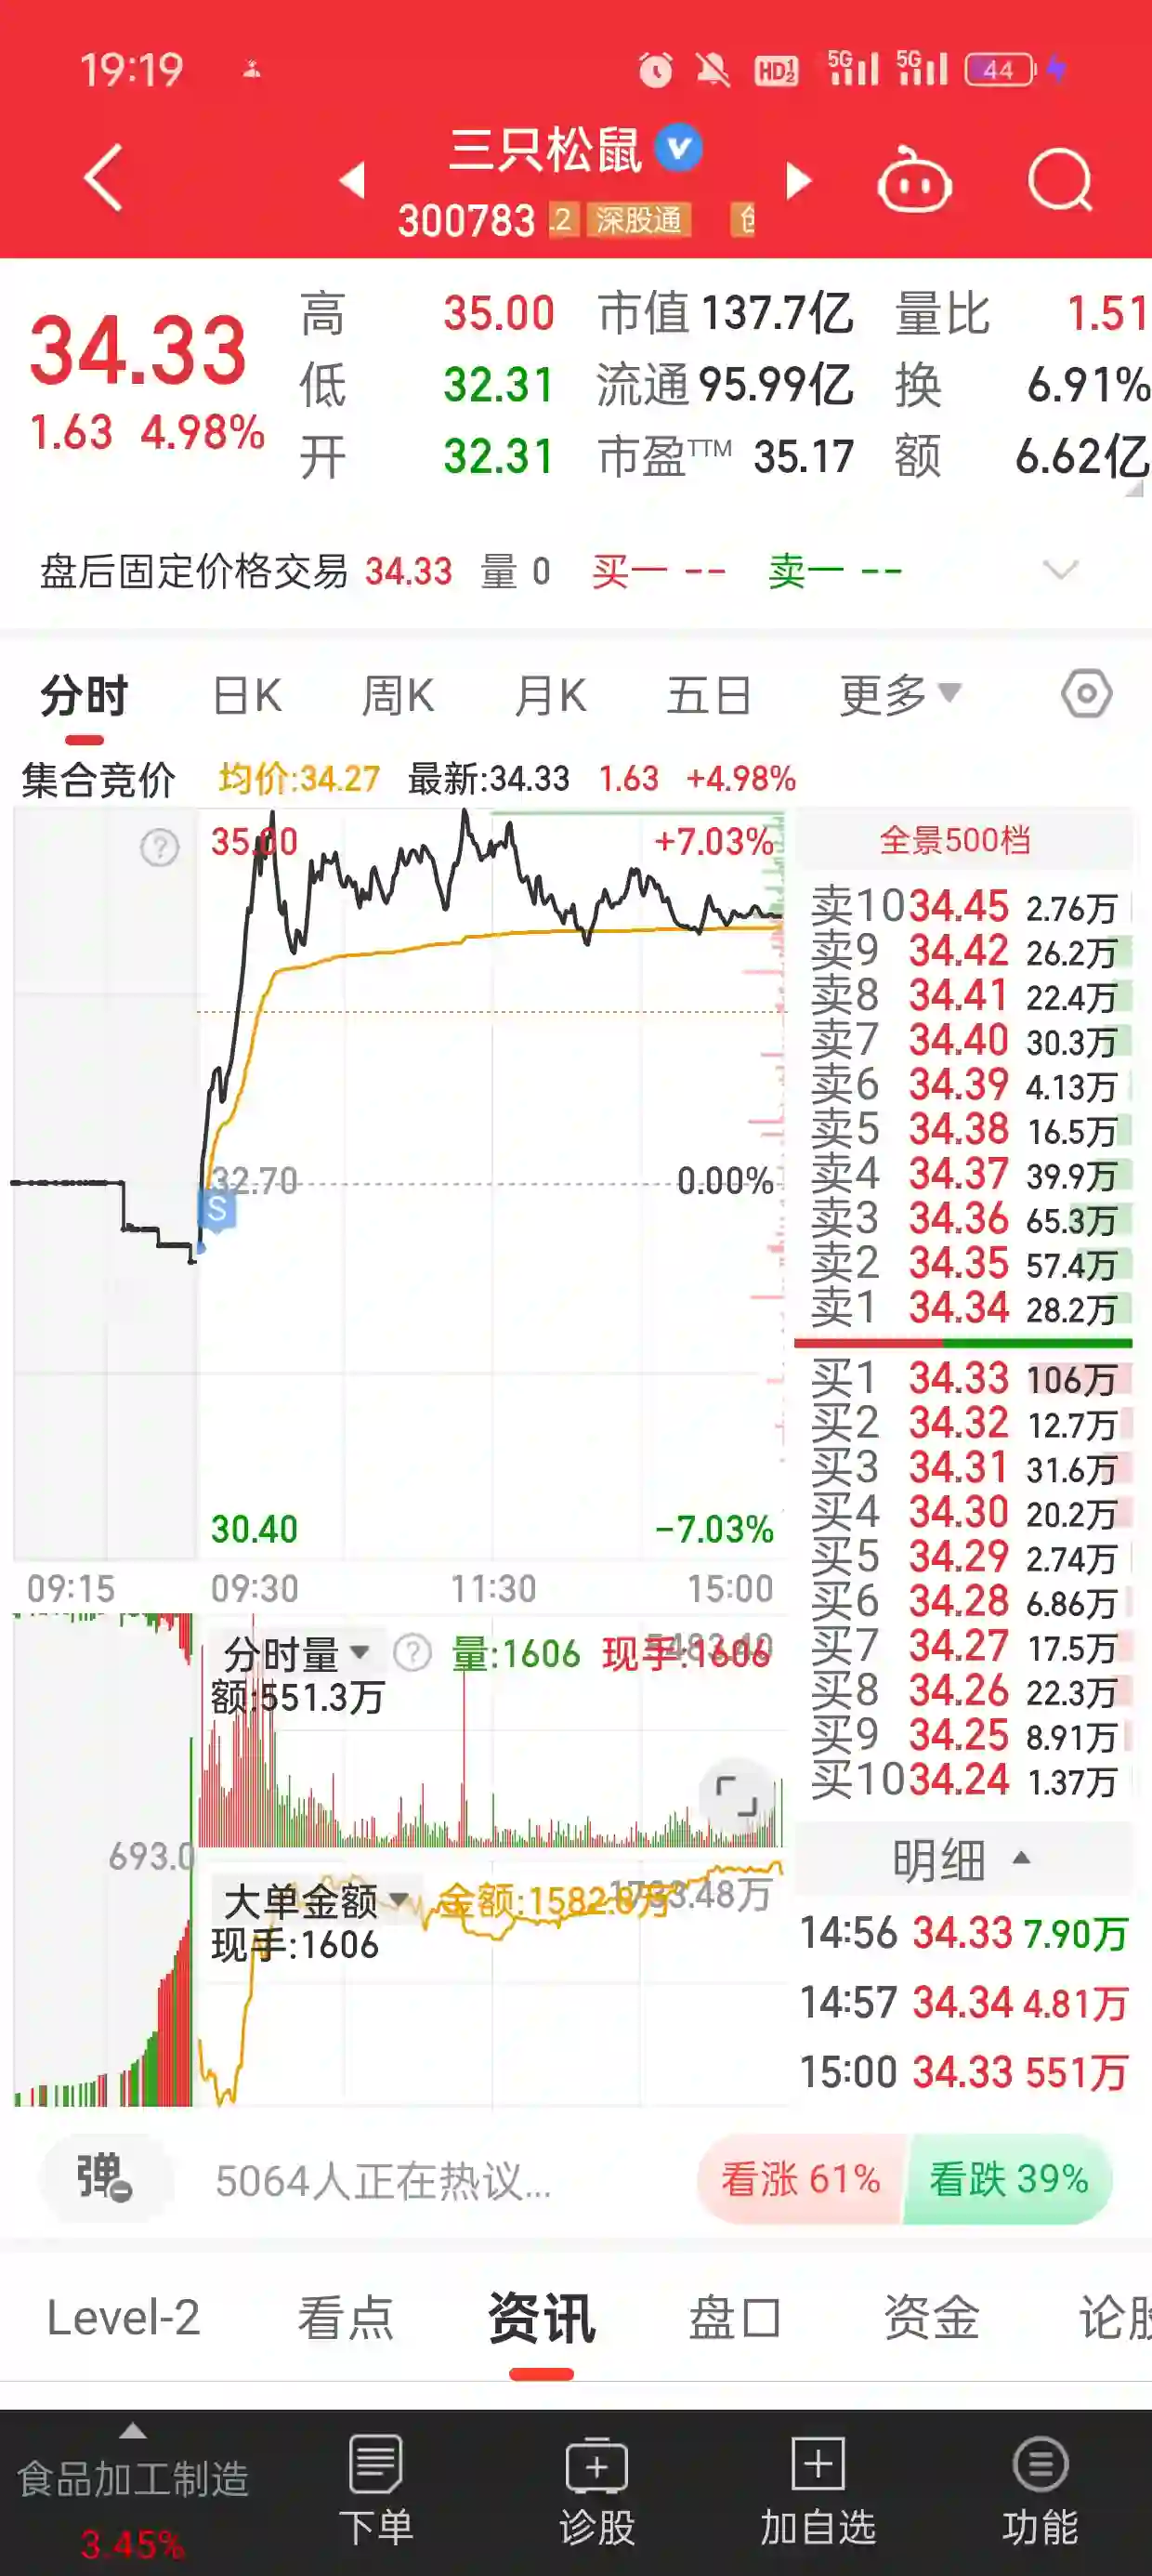 19:19 HD 1 2 5G 5G 44
三只松鼠
300783 .2 深股通
34.33
1.63 4.98%
高 35.00 市值 137.7亿 量比 1.51
低 32.31 流通 95.99亿 换 6.91%
开 32.31 市盈TTM 35.17 额 6.62亿
盘后固定价格交易 34.33 量 0 买一 -- 卖一 --
分时 日K 周K 月K 五日 更多
集合竞价 均价:34.27 最新:34.33 1.63 +4.98%
35.00 +7.03%
32.70 0.00%
S
30.40 -7.03%
09:15 09:30 11:30 15:00
分时量 ? 量:1606 现手:1606
额:551.3万
693.0
大单金额
现手:1606
全景500档
卖10 34.45 2.76万
卖9 34.42 26.2万
卖8 34.41 22.4万
卖7 34.40 30.3万
卖6 34.39 4.13万
卖5 34.38 16.5万
卖4 34.37 39.9万
卖3 34.36 65.3万
卖2 34.35 57.4万
卖1 34.34 28.2万
买1 34.33 106万
买2 34.32 12.7万
买3 34.31 31.6万
买4 34.30 20.2万
买5 34.29 2.74万
买6 34.28 6.86万
买7 34.27 17.5万
买8 34.26 22.3万
买9 34.25 8.91万
买10 34.24 1.37万
明细
14:56 34.33 7.90万
14:57 34.34 4.81万
15:00 34.33 551万
弹 5064人正在热议... 看涨 61% 看跌 39%
Level-2 看点 资讯 盘口 资金 论股
食品加工制造
3.45%
下单 诊股 加自选 功能